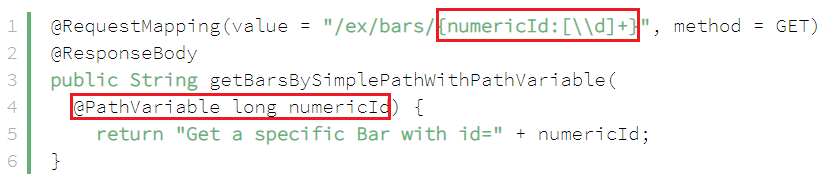 1 @RequestMapping(value = "/ex/bars/{numericId:[\\d]+}", method = GET)
2 @ResponseBody
3 public String getBarsBySimplePathWithPathVariable(
4 @PathVariable long numericId) {
5 return "Get a specific Bar with id=" + numericId;
6 }